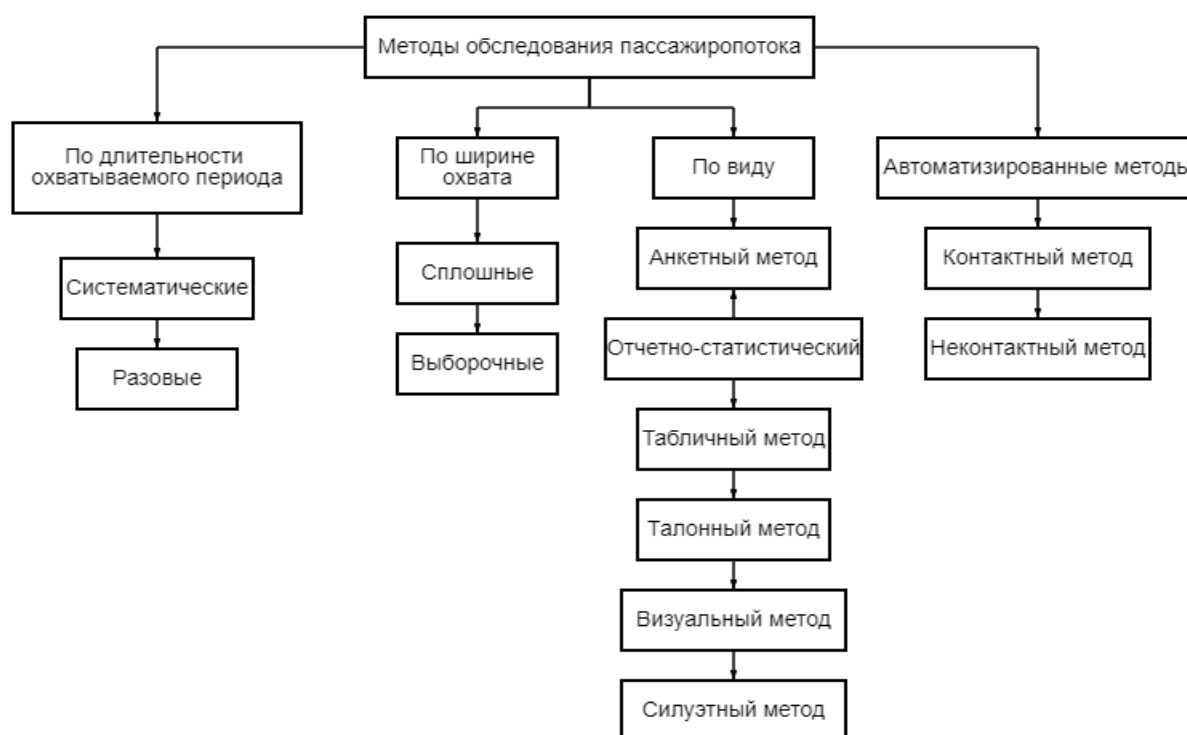 Методы обследования пассажиропотока
По длительности
охватываемого периода
Систематические
Разовые
По ширине
охвата
Сплошные
Выборочные
По виду
Анкетный метод
Отчетно-статистический
Табличный метод
Талонный метод
Визуальный метод
Силуэтный метод
Автоматизированные методы
Контактный метод
Неконтактный метод